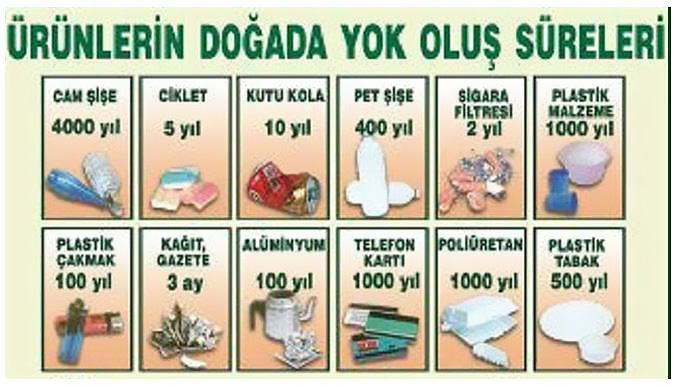 ÜRÜNLERİN DOĞADA YOK OLUŞ SÜRELERİ
CAM ŞİŞE
4000 yıl
CİKLET
5 yıl
KUTU KOLA
10 yıl
PET ŞİŞE
400 yıl
SİGARA
FİLTRESİ
2 yıl
PLASTİK
MALZEME
1000 yıl
PLASTİK
ÇAKMAK
100 yıl
KAĞIT,
GAZETE
3 ay
ALÜMİNYUM
100 yıl
TELEFON
KARTI
1000 yıl
POLİÜRETAN
1000 yıl
PLASTİK
TABAK
500 yıl